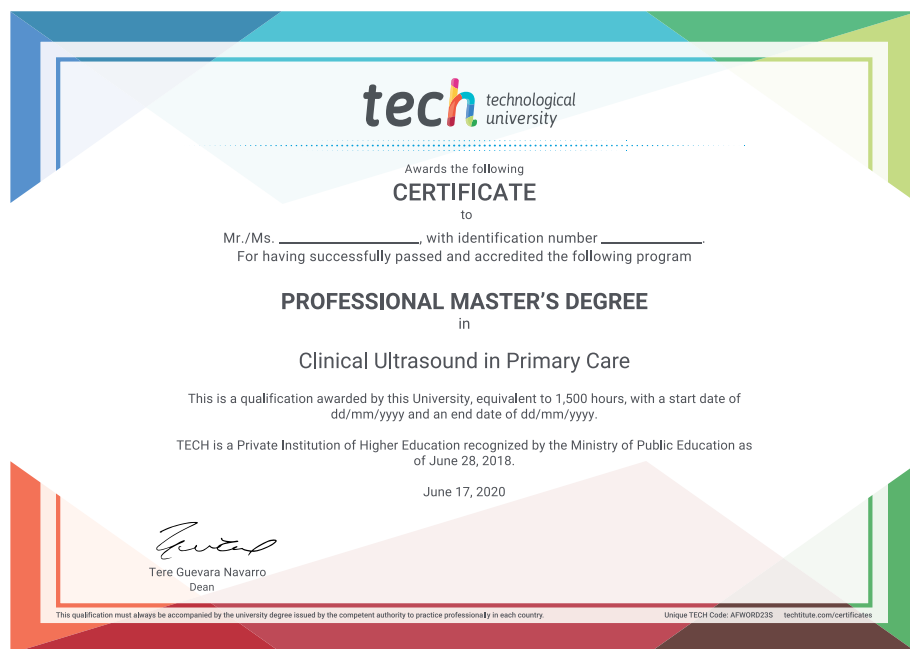 tech technological
university
Awards the following
CERTIFICATE
to
Mr./Ms. ____________________, with identification number ______________.
For having successfully passed and accredited the following program
PROFESSIONAL MASTER'S DEGREE
in
Clinical Ultrasound in Primary Care
This is a qualification awarded by this University, equivalent to 1,500 hours, with a start date of
dd/mm/yyyy and an end date of dd/mm/yyyy.
TECH is a Private Institution of Higher Education recognized by the Ministry of Public Education as
of June 28, 2018.
June 17, 2020
Tere Guevara Navarro
Dean
This qualification must always be accompanied by the university degree issued by the competent authority to practice professionally in each country. Unique TECH Code: AFWORD23S techtitute.com/certificates